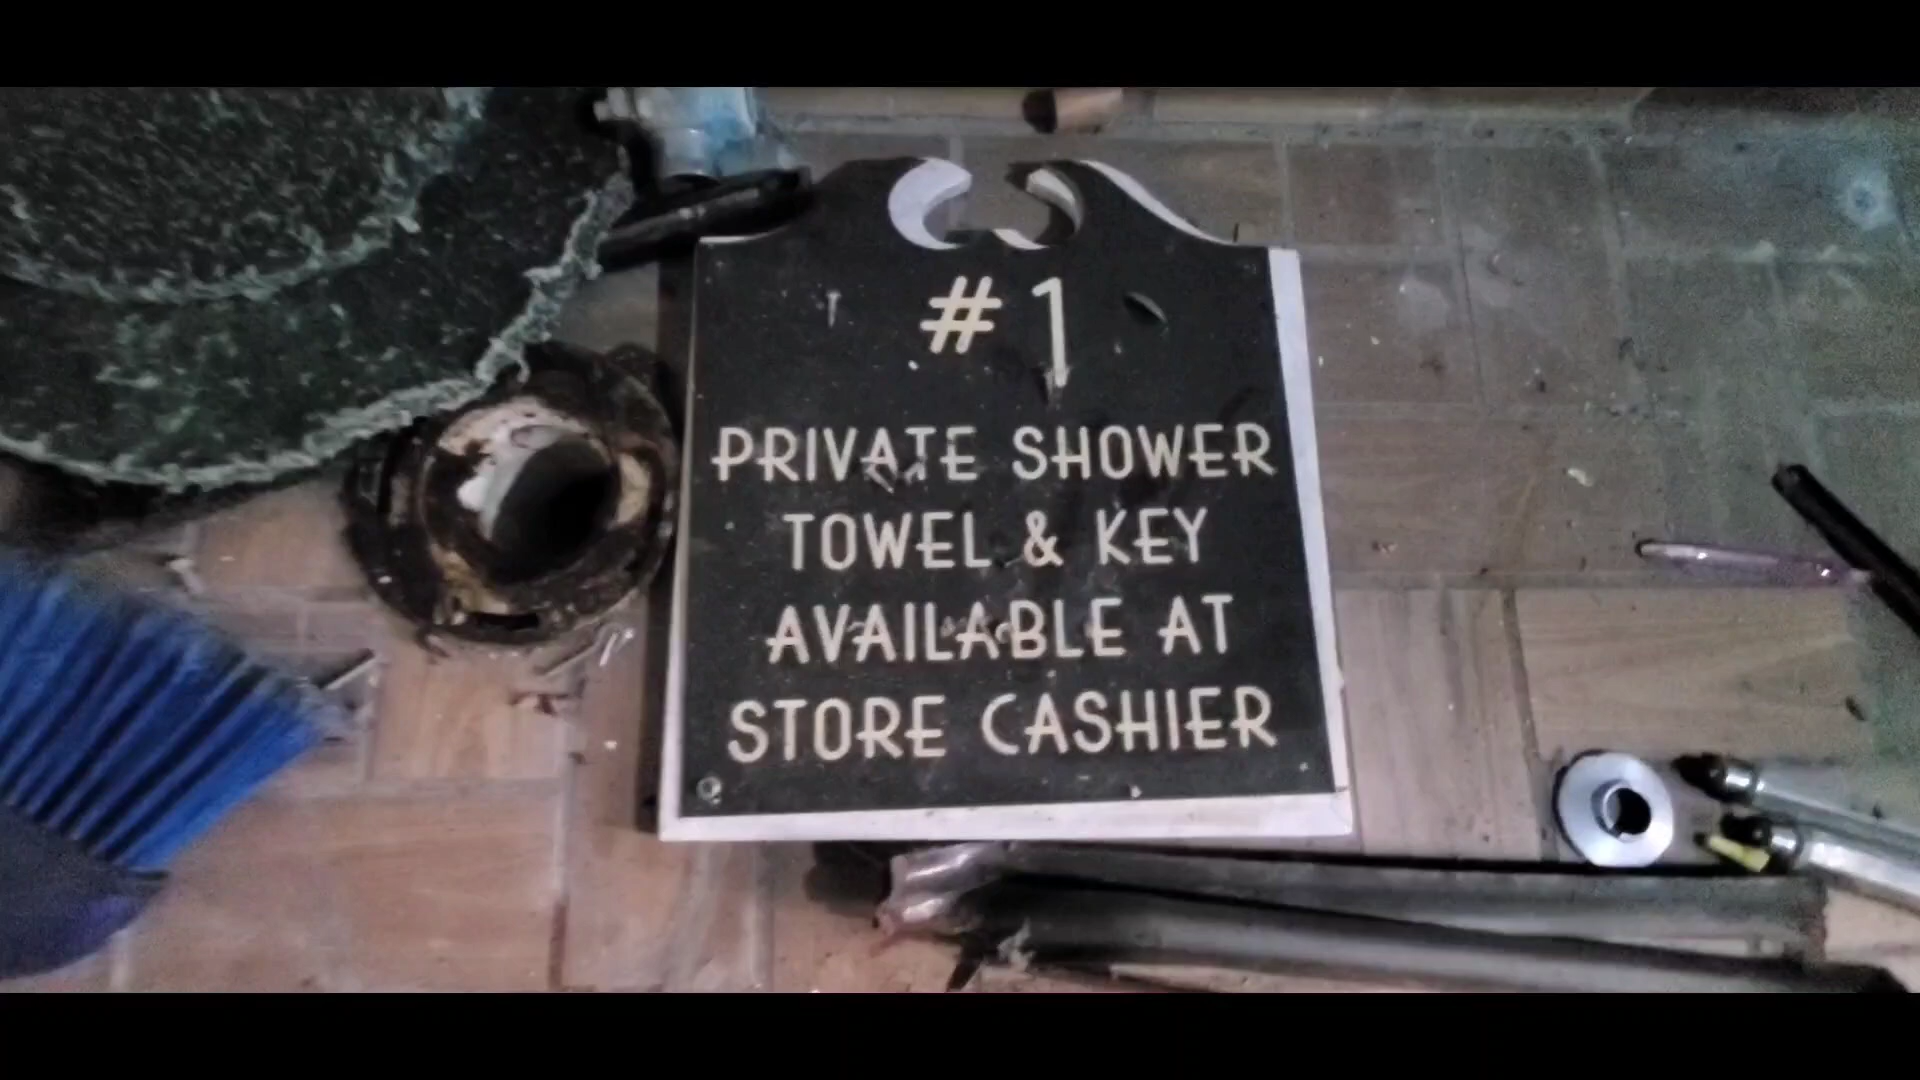 #1
PRIVATE SHOWER
TOWEL & KEY
AVAILABLE AT
STORE CASHIER